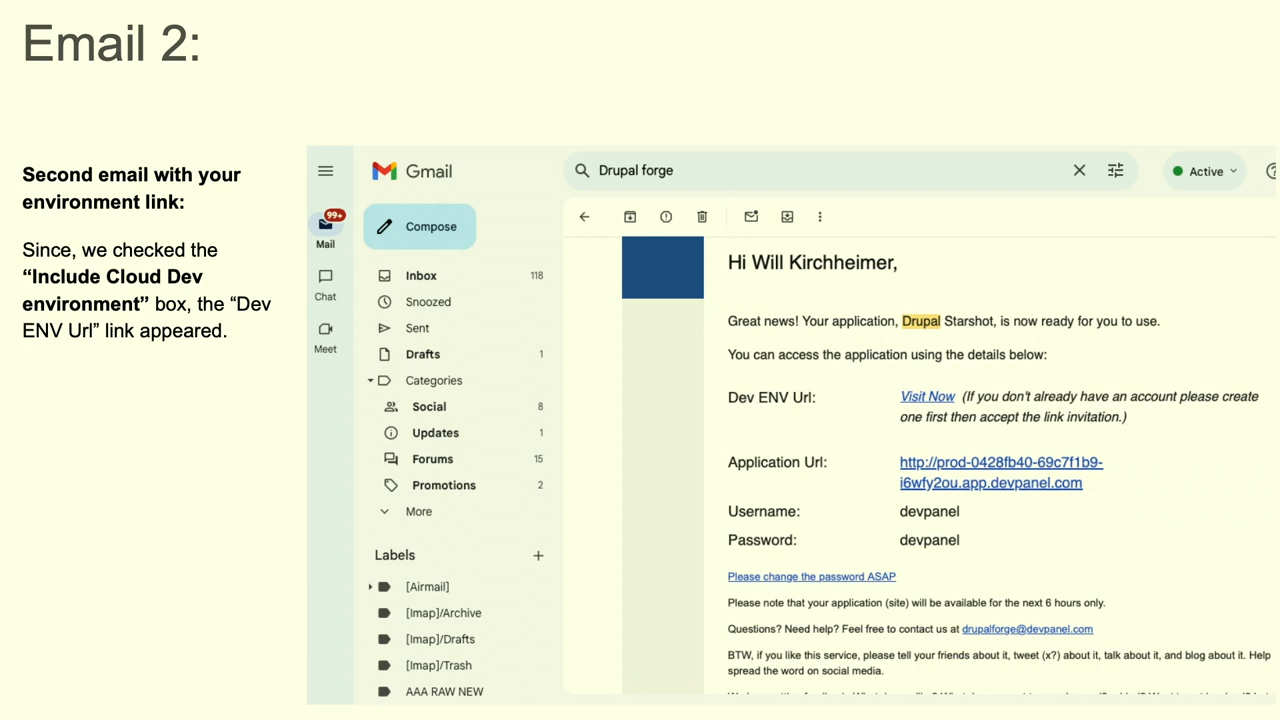 Email 2:
Second email with your
environment link:
Since, we checked the
“Include Cloud Dev
environment” box, the “Dev
ENV Url” link appeared.
99+
Mail
Chat
Meet
Gmail
Compose
Inbox 118
Snoozed
Sent
Drafts 1
Categories
Social 8
Updates 1
Forums 15
Promotions 2
More
Labels
[Airmail]
[Imap]/Archive
[Imap]/Drafts
[Imap]/Trash
AAA RAW NEW
Drupal forge
Active
Hi Will Kirchheimer,
Great news! Your application, Drupal Starshot, is now ready for you to use.
You can access the application using the details below:
Dev ENV Url: Visit Now (If you don't already have an account please create
one first then accept the link invitation.)
Application Url: http://prod-0428fb40-69c7f1b9-
i6wfy2ou.app.devpanel.com
Username: devpanel
Password: devpanel
Please change the password ASAP
Please note that your application (site) will be available for the next 6 hours only.
Questions? Need help? Feel free to contact us at drupalforge@devpanel.com
BTW, if you like this service, please tell your friends about it, tweet (x?) about it, talk about it, and blog about it. Help
spread the word on social media.